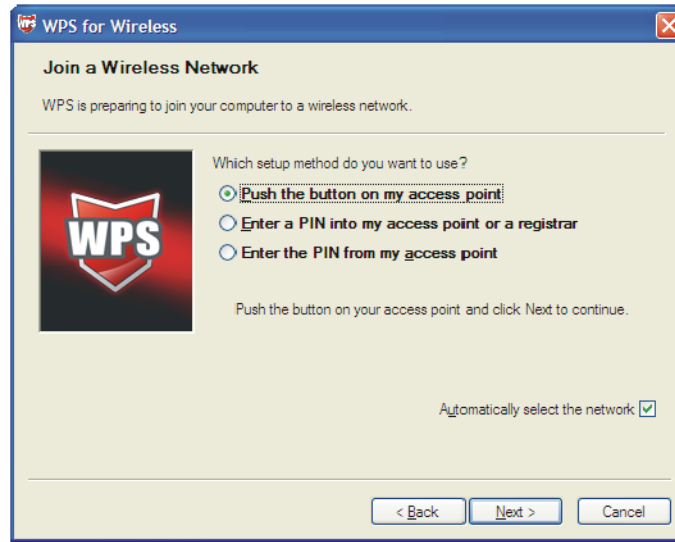 WPS for Wireless
Join a Wireless Network
WPS is preparing to join your computer to a wireless network.
WPS
Which setup method do you want to use?
Push the button on my access point
Enter a PIN into my access point or a registrar
Enter the PIN from my access point
Push the button on your access point and click Next to continue.
Automatically select the network
< Back Next > Cancel